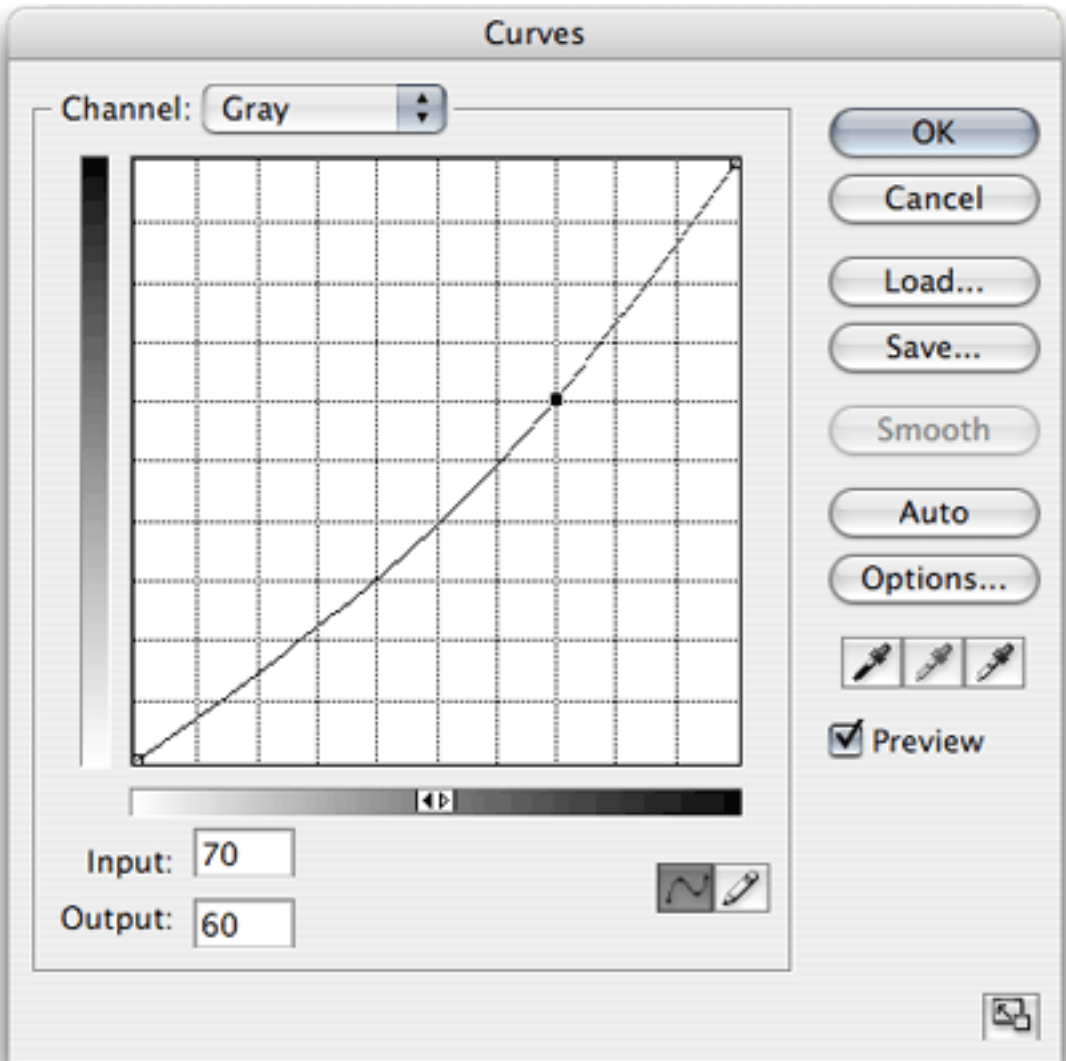 Curves
Channel: Gray
OK
Cancel
Load...
Save...
Smooth
Auto
Options...
Preview
Input: 70
Output: 60